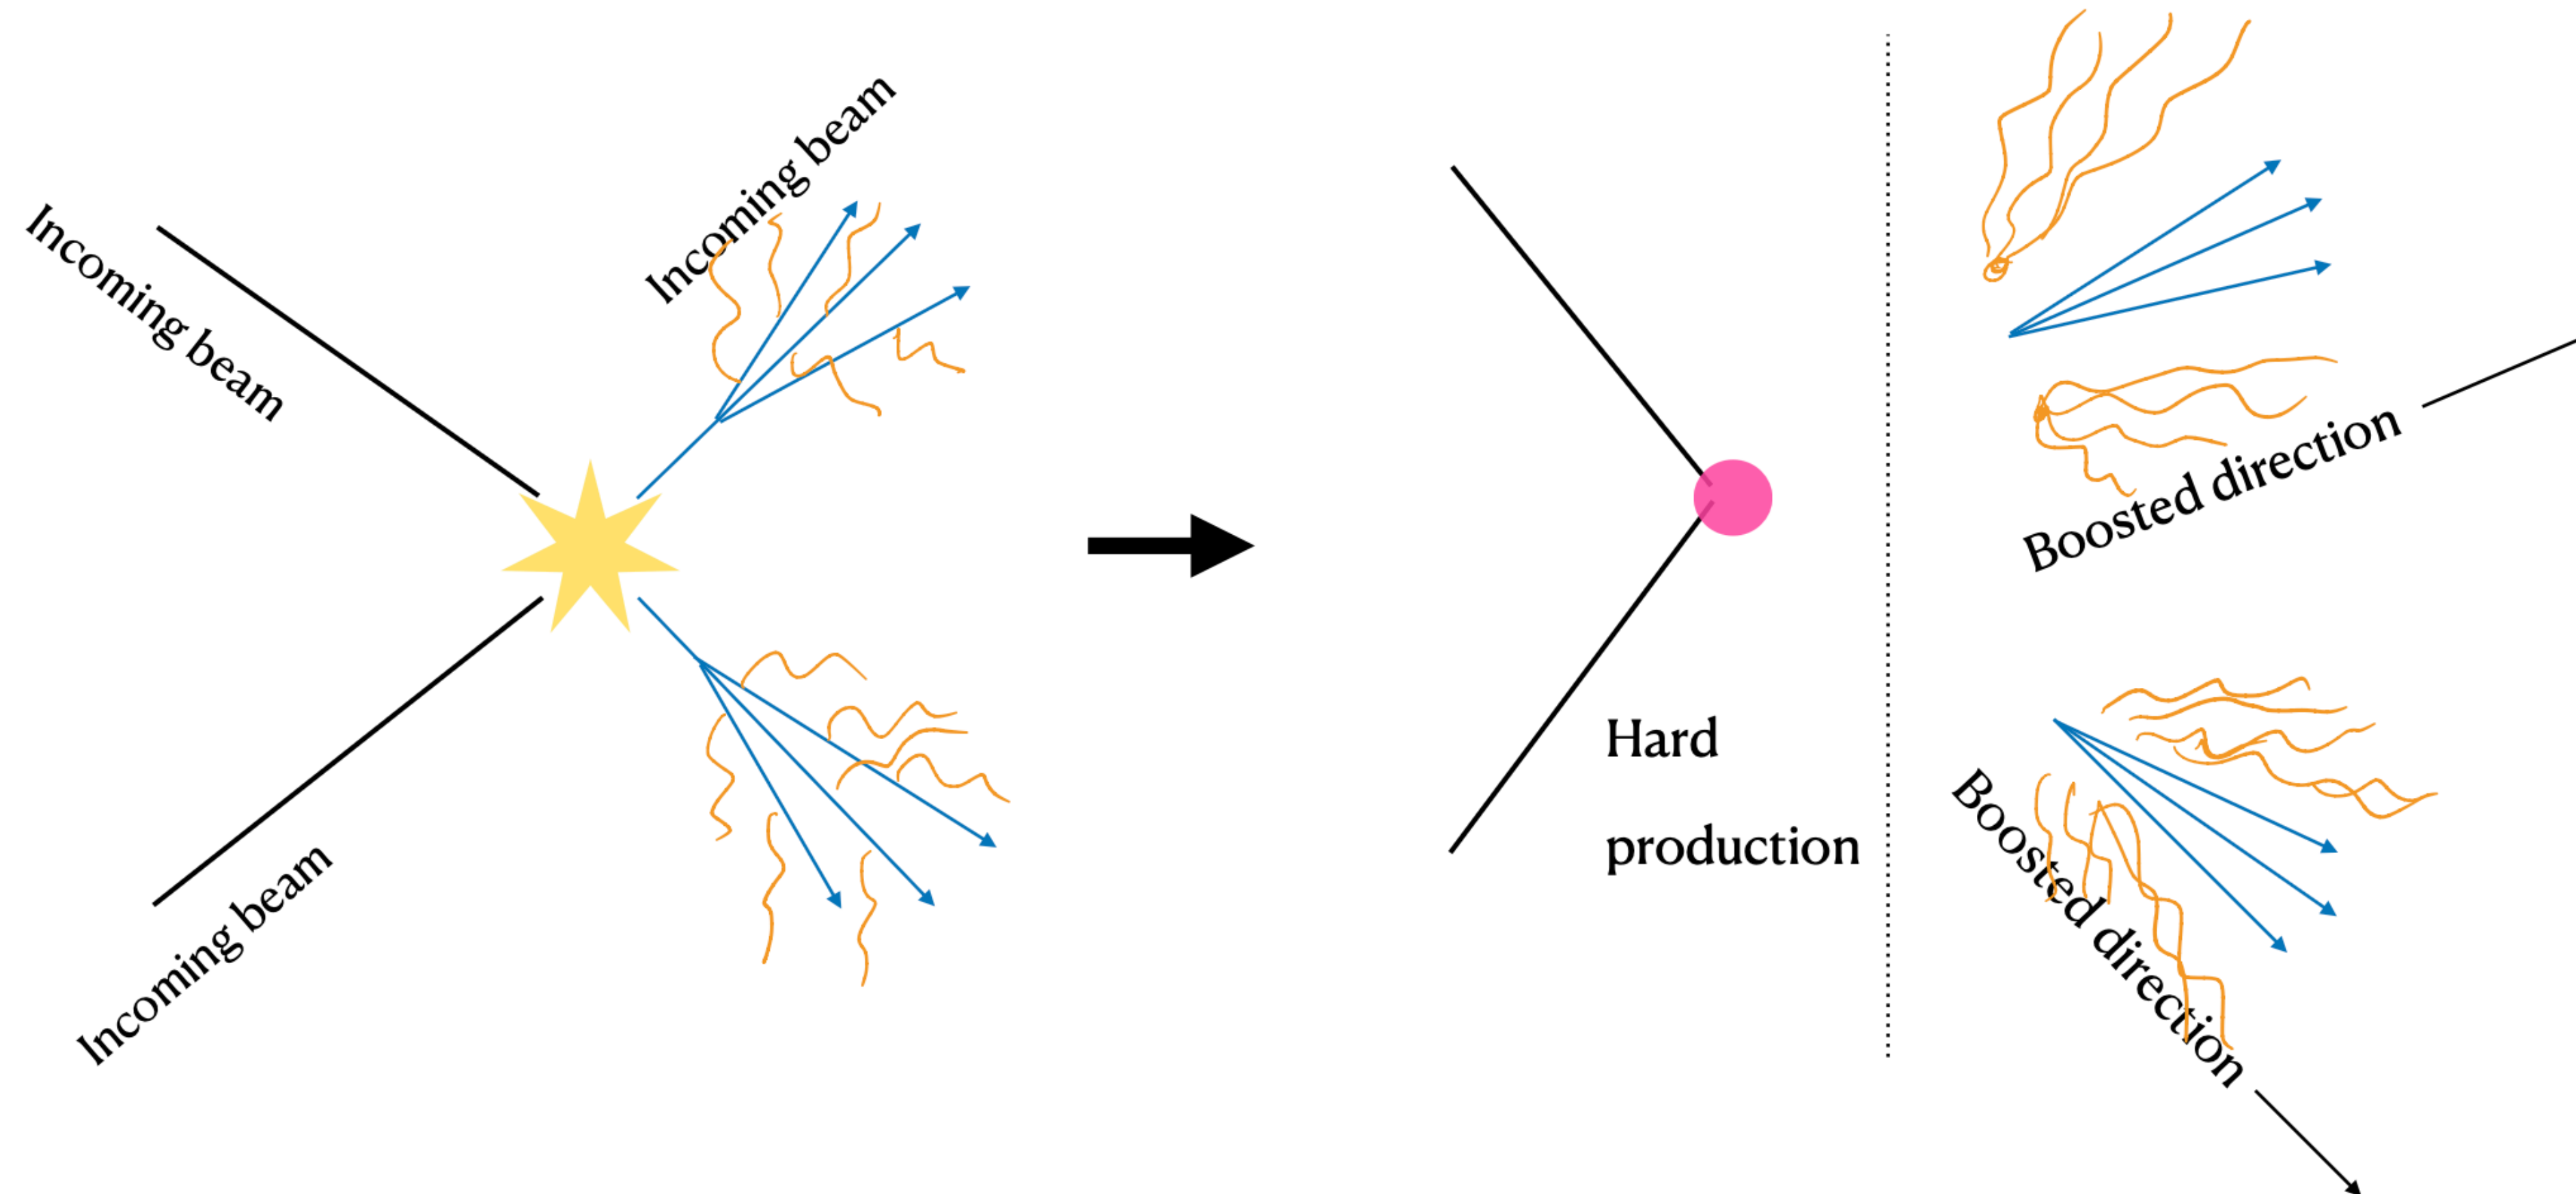 Incoming beam
Incoming beam
Incoming beam
Hard
production
Boosted direction
Boosted direction